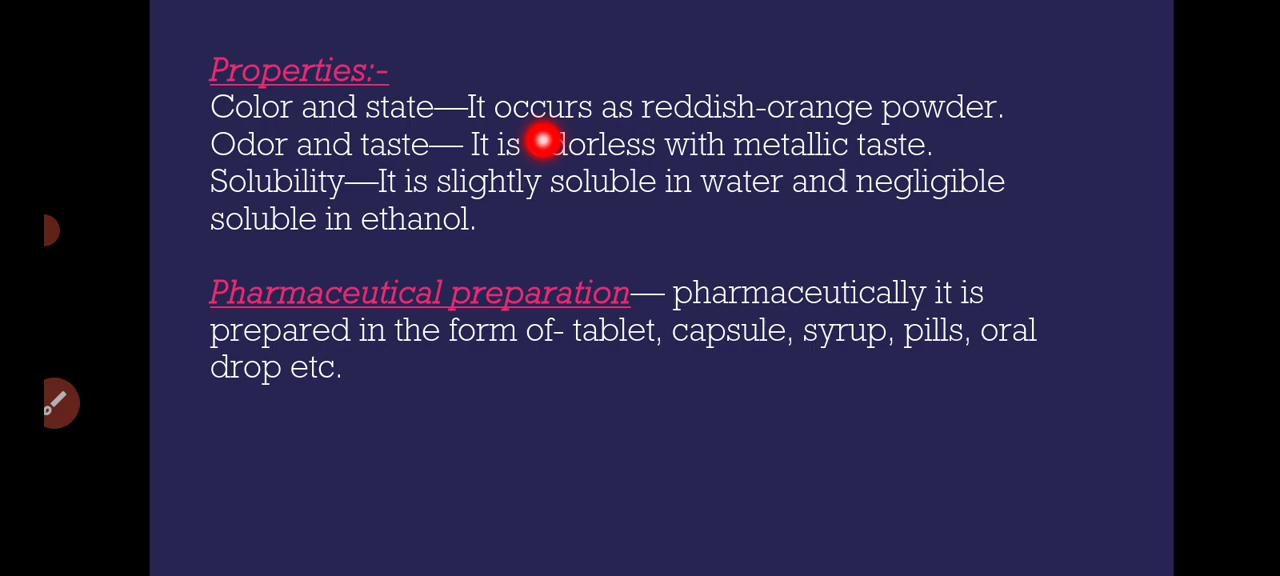 Properties:-
Color and state—It occurs as reddish-orange powder.
Odor and taste— It is odorless with metallic taste.
Solubility—It is slightly soluble in water and negligible
soluble in ethanol.
Pharmaceutical preparation— pharmaceutically it is
prepared in the form of- tablet, capsule, syrup, pills, oral
drop etc.